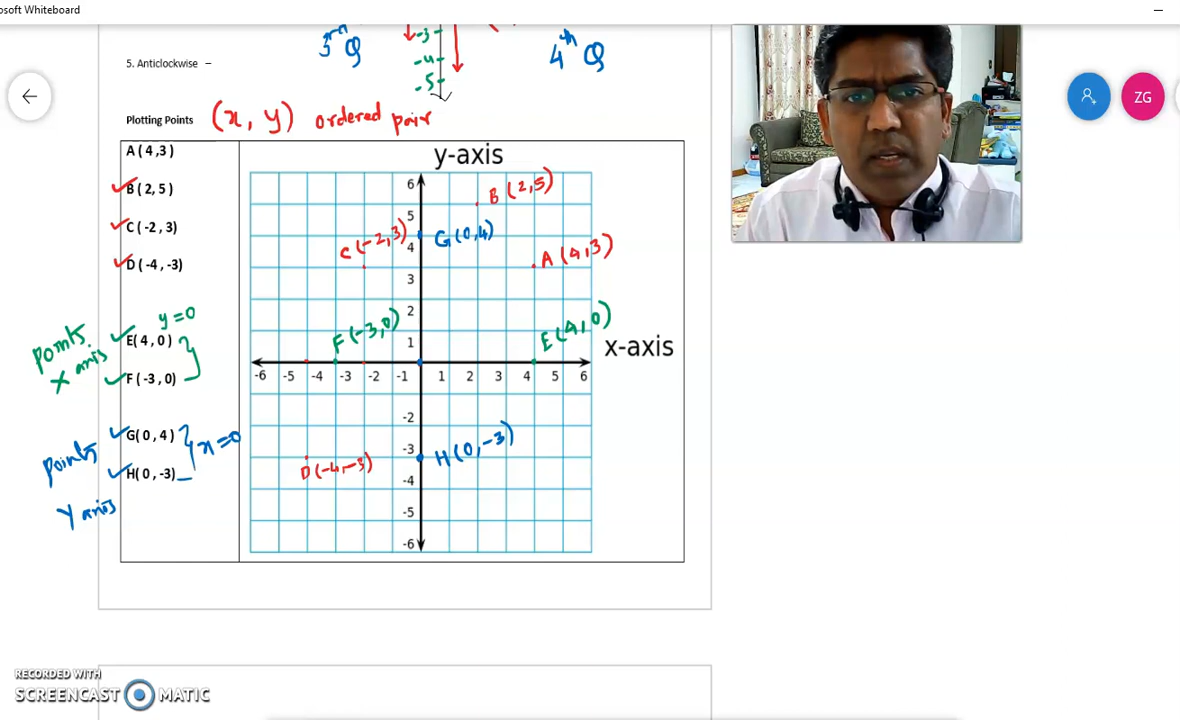 osoft Whiteboard
3rd Q
4th Q
-3
-4
-5
5. Anticlockwise –
Plotting Points (x, y) ordered pair
A ( 4 ,3 )
B ( 2, 5 )
C ( -2, 3 )
D ( -4, -3)
y = 0
E( 4, 0 )
F( -3, 0)
points
X axis
G( 0, 4 )
H( 0 , -3)
x = 0
points
Y axis
y-axis
x-axis
6
5
4
3
2
1
-6 -5 -4 -3 -2 -1 1 2 3 4 5 6
-2
-3
-4
-5
-6
B (2,5)
G(0,4)
C (-2,3)
A (4,3)
F(-3,0)
E(4,0)
H(0,-3)
D(-4,-3)
ZG
RECORDED WITH
SCREENCAST MATIC